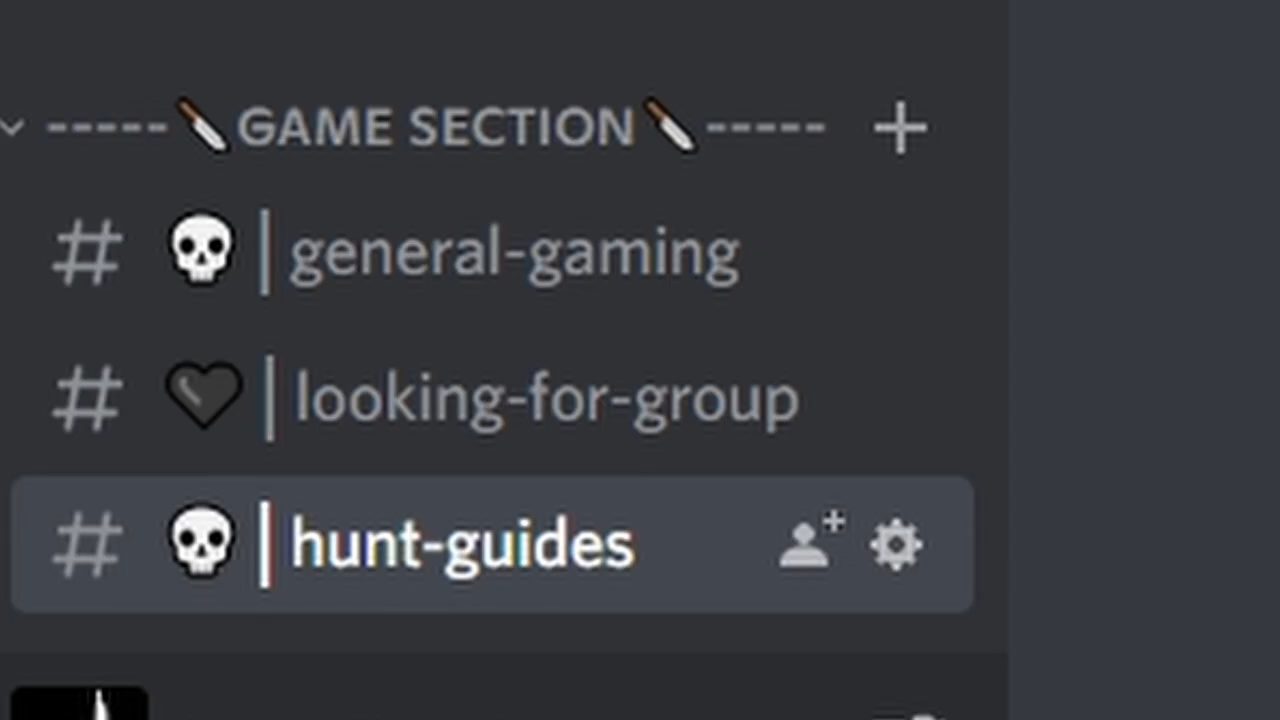 -----🔪GAME SECTION🔪-----
# 💀|general-gaming
# 🖤|looking-for-group
# 💀|hunt-guides